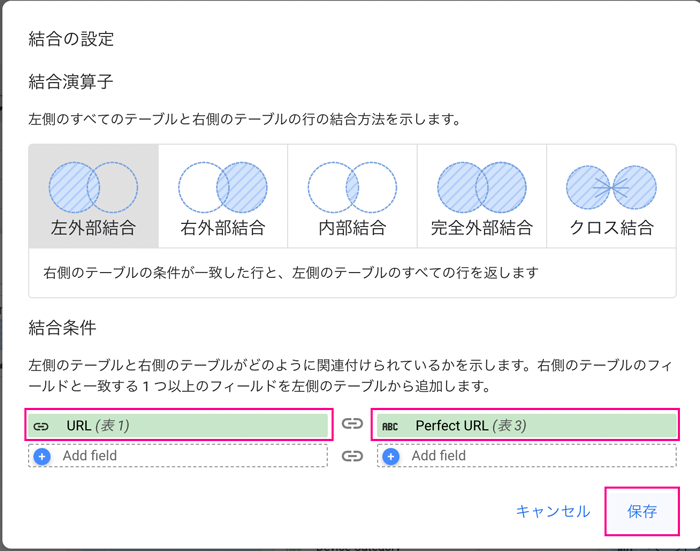 結合の設定
結合演算子
左側のすべてのテーブルと右側のテーブルの行の結合方法を示します。
左外部結合 右外部結合 内部結合 完全外部結合 クロス結合
右側のテーブルの条件が一致した行と、左側のテーブルのすべての行を返します
結合条件
左側のテーブルと右側のテーブルがどのように関連付けられているかを示します。右側のテーブルのフィ
ールドと一致する 1 つ以上のフィールドを左側のテーブルから追加します。
URL (表 1) ABC Perfect URL (表 3)
Add field Add field
キャンセル 保存